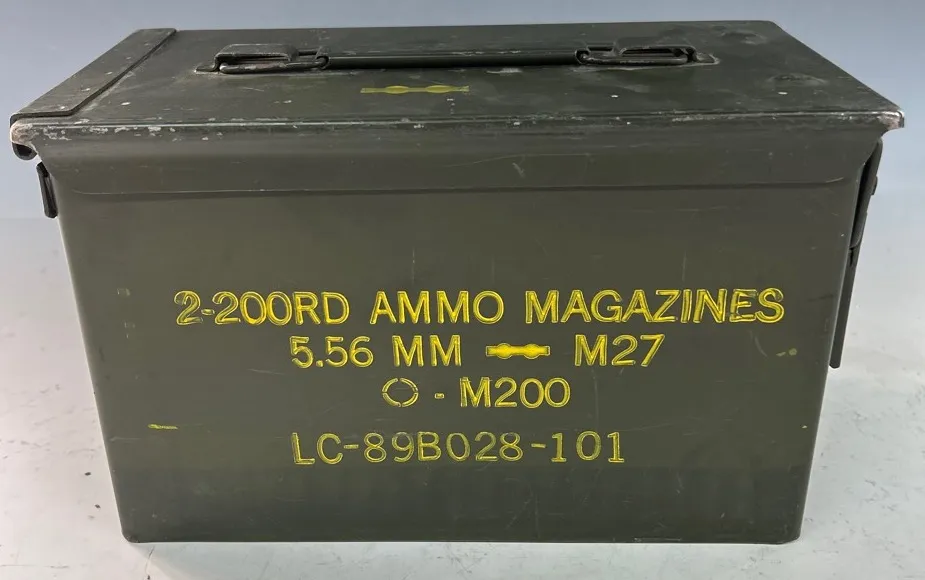 2-200RD AMMO MAGAZINES
5.56 MM M27
- M200
LC-89B028-101